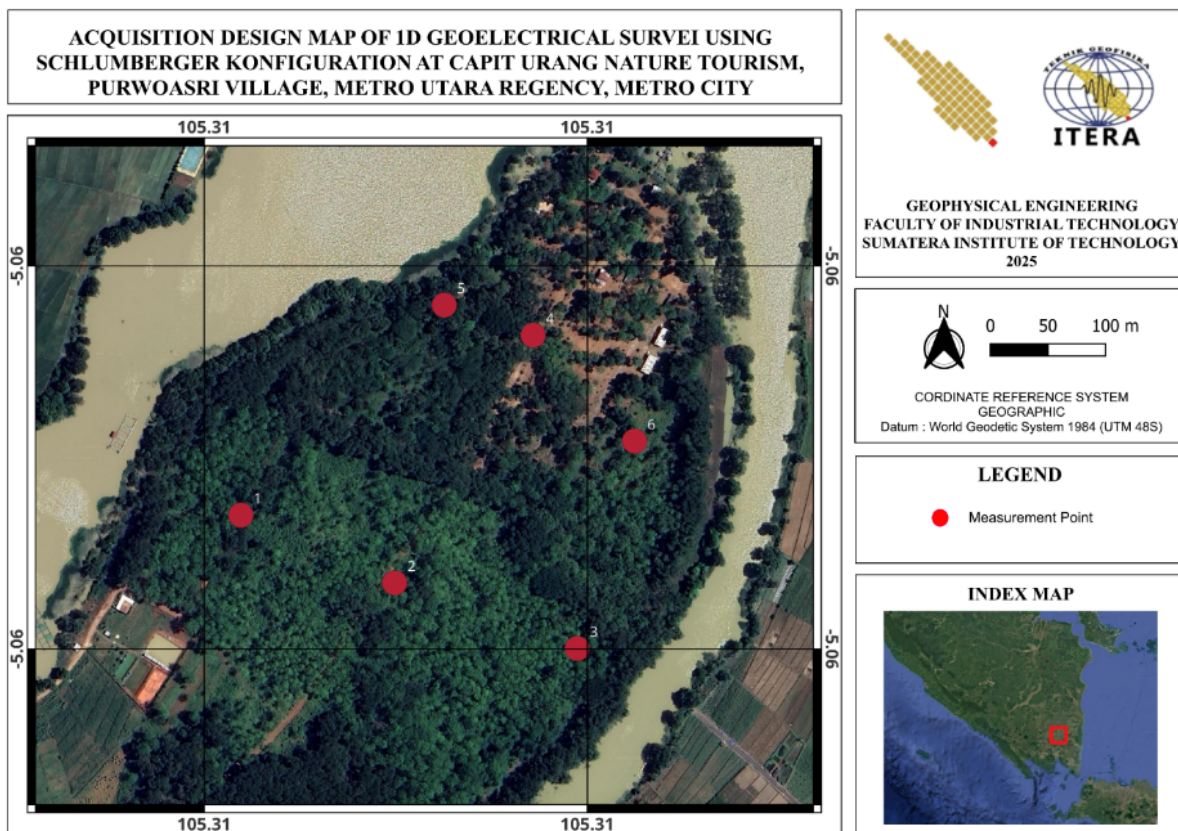 ACQUISITION DESIGN MAP OF 1D GEOELECTRICAL SURVEI USING
SCHLUMBERGER KONFIGURATION AT CAPIT URANG NATURE TOURISM,
PURWOASRI VILLAGE, METRO UTARA REGENCY, METRO CITY
105.31
105.31
-5.06
-5.06
5
4
6
1
2
3
-5.06
-5.06
105.31
105.31
TEKNIK GEOFISIKA
ITERA
GEOPHYSICAL ENGINEERING
FACULTY OF INDUSTRIAL TECHNOLOGY
SUMATERA INSTITUTE OF TECHNOLOGY
2025
N
0 50 100 m
CORDINATE REFERENCE SYSTEM
GEOGRAPHIC
Datum : World Geodetic System 1984 (UTM 48S)
LEGEND
Measurement Point
INDEX MAP